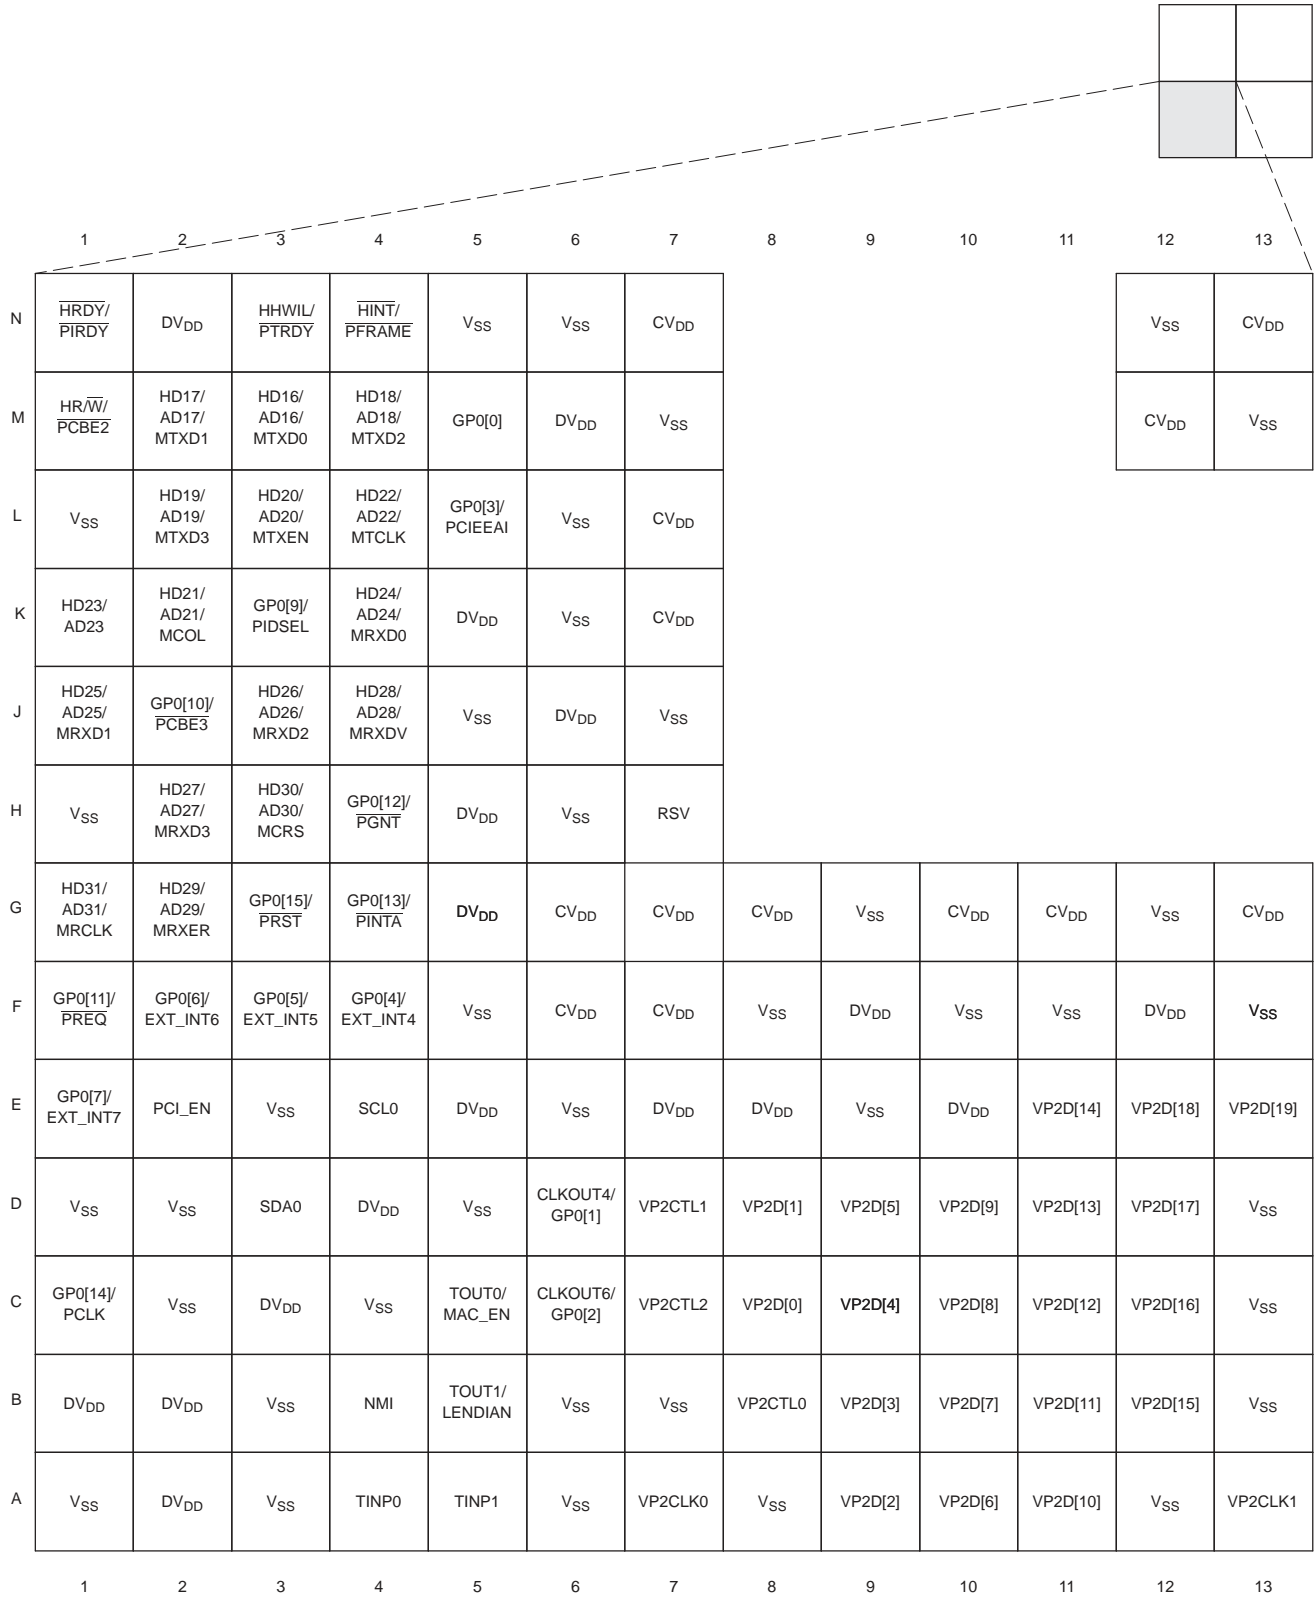 1 2 3 4 5 6 7 8 9 10 11 12 13
N
HRDY/
PIRDY
DVDD
HHWIL/
PTRDY
HINT/
PFRAME
VSS
VSS
CVDD
VSS
CVDD
M
HR/W/
PCBE2
HD17/
AD17/
MTXD1
HD16/
AD16/
MTXD0
HD18/
AD18/
MTXD2
GP0[0]
DVDD
VSS
CVDD
VSS
L
VSS
HD19/
AD19/
MTXD3
HD20/
AD20/
MTXEN
HD22/
AD22/
MTCLK
GP0[3]/
PCIEEAI
VSS
CVDD
K
HD23/
AD23
HD21/
AD21/
MCOL
GP0[9]/
PIDSEL
HD24/
AD24/
MRXD0
DVDD
VSS
CVDD
J
HD25/
AD25/
MRXD1
GP0[10]/
PCBE3
HD26/
AD26/
MRXD2
HD28/
AD28/
MRXDV
VSS
DVDD
VSS
H
VSS
HD27/
AD27/
MRXD3
HD30/
AD30/
MCRS
GP0[12]/
PGNT
DVDD
VSS
RSV
G
HD31/
AD31/
MRCLK
HD29/
AD29/
MRXER
GP0[15]/
PRST
GP0[13]/
PINTA
DVDD
CVDD
CVDD
CVDD
VSS
CVDD
CVDD
VSS
CVDD
F
GP0[11]/
PREQ
GP0[6]/
EXT_INT6
GP0[5]/
EXT_INT5
GP0[4]/
EXT_INT4
VSS
CVDD
CVDD
VSS
DVDD
VSS
VSS
DVDD
VSS
E
GP0[7]/
EXT_INT7
PCI_EN
VSS
SCL0
DVDD
VSS
DVDD
DVDD
VSS
DVDD
VP2D[14]
VP2D[18]
VP2D[19]
D
VSS
VSS
SDA0
DVDD
VSS
CLKOUT4/
GP0[1]
VP2CTL1
VP2D[1]
VP2D[5]
VP2D[9]
VP2D[13]
VP2D[17]
VSS
C
GP0[14]/
PCLK
VSS
DVDD
VSS
TOUT0/
MAC_EN
CLKOUT6/
GP0[2]
VP2CTL2
VP2D[0]
VP2D[4]
VP2D[8]
VP2D[12]
VP2D[16]
VSS
B
DVDD
DVDD
VSS
NMI
TOUT1/
LENDIAN
VSS
VSS
VP2CTL0
VP2D[3]
VP2D[7]
VP2D[11]
VP2D[15]
VSS
A
VSS
DVDD
VSS
TINP0
TINP1
VSS
VP2CLK0
VSS
VP2D[2]
VP2D[6]
VP2D[10]
VSS
VP2CLK1
1 2 3 4 5 6 7 8 9 10 11 12 13